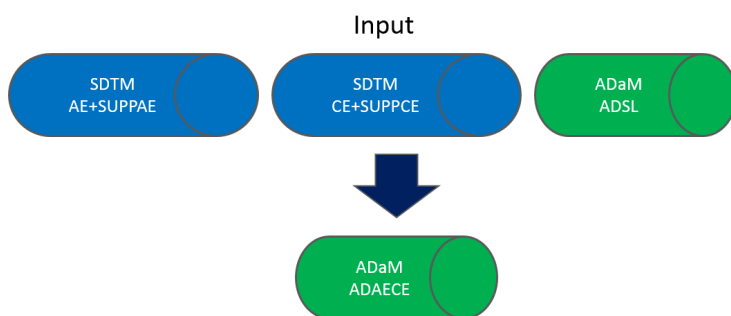 Input
SDTM
AE+SUPPAE
SDTM
CE+SUPPCE
ADaM
ADSL
ADaM
ADAECE